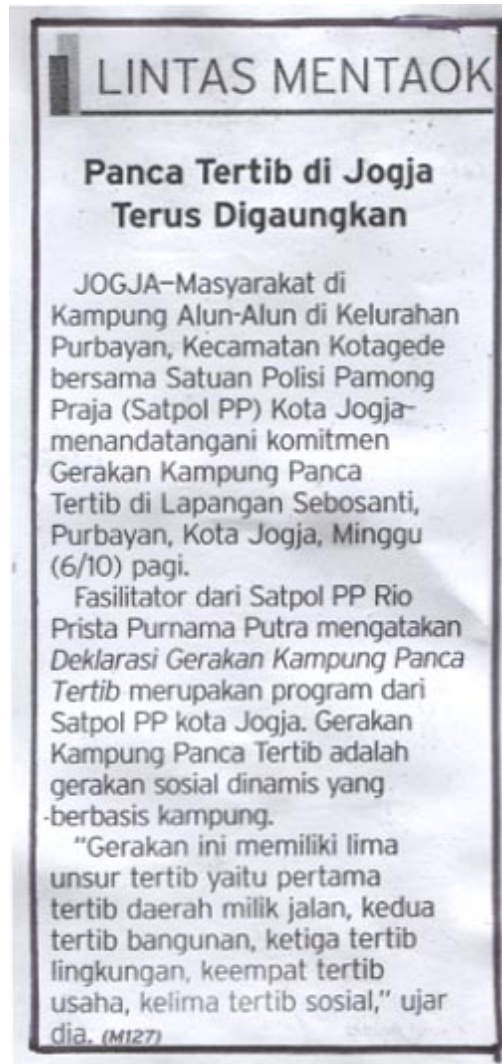 LINTAS MENTAOK
Panca Tertib di Jogja
Terus Digaungkan
JOGJA—Masyarakat di
Kampung Alun-Alun di Kelurahan
Purbayan, Kecamatan Kotagede
bersama Satuan Polisi Pamong
Praja (Satpol PP) Kota Jogja
menandatangani komitmen
Gerakan Kampung Panca
Tertib di Lapangan Sebosanti,
Purbayan, Kota Jogja, Minggu
(6/10) pagi.
Fasilitator dari Satpol PP Rio
Prista Purnama Putra mengatakan
Deklarasi Gerakan Kampung Panca
Tertib merupakan program dari
Satpol PP kota Jogja. Gerakan
Kampung Panca Tertib adalah
gerakan sosial dinamis yang
berbasis kampung.
"Gerakan ini memiliki lima
unsur tertib yaitu pertama
tertib daerah milik jalan, kedua
tertib bangunan, ketiga tertib
lingkungan, keempat tertib
usaha, kelima tertib sosial," ujar
dia. (M127)